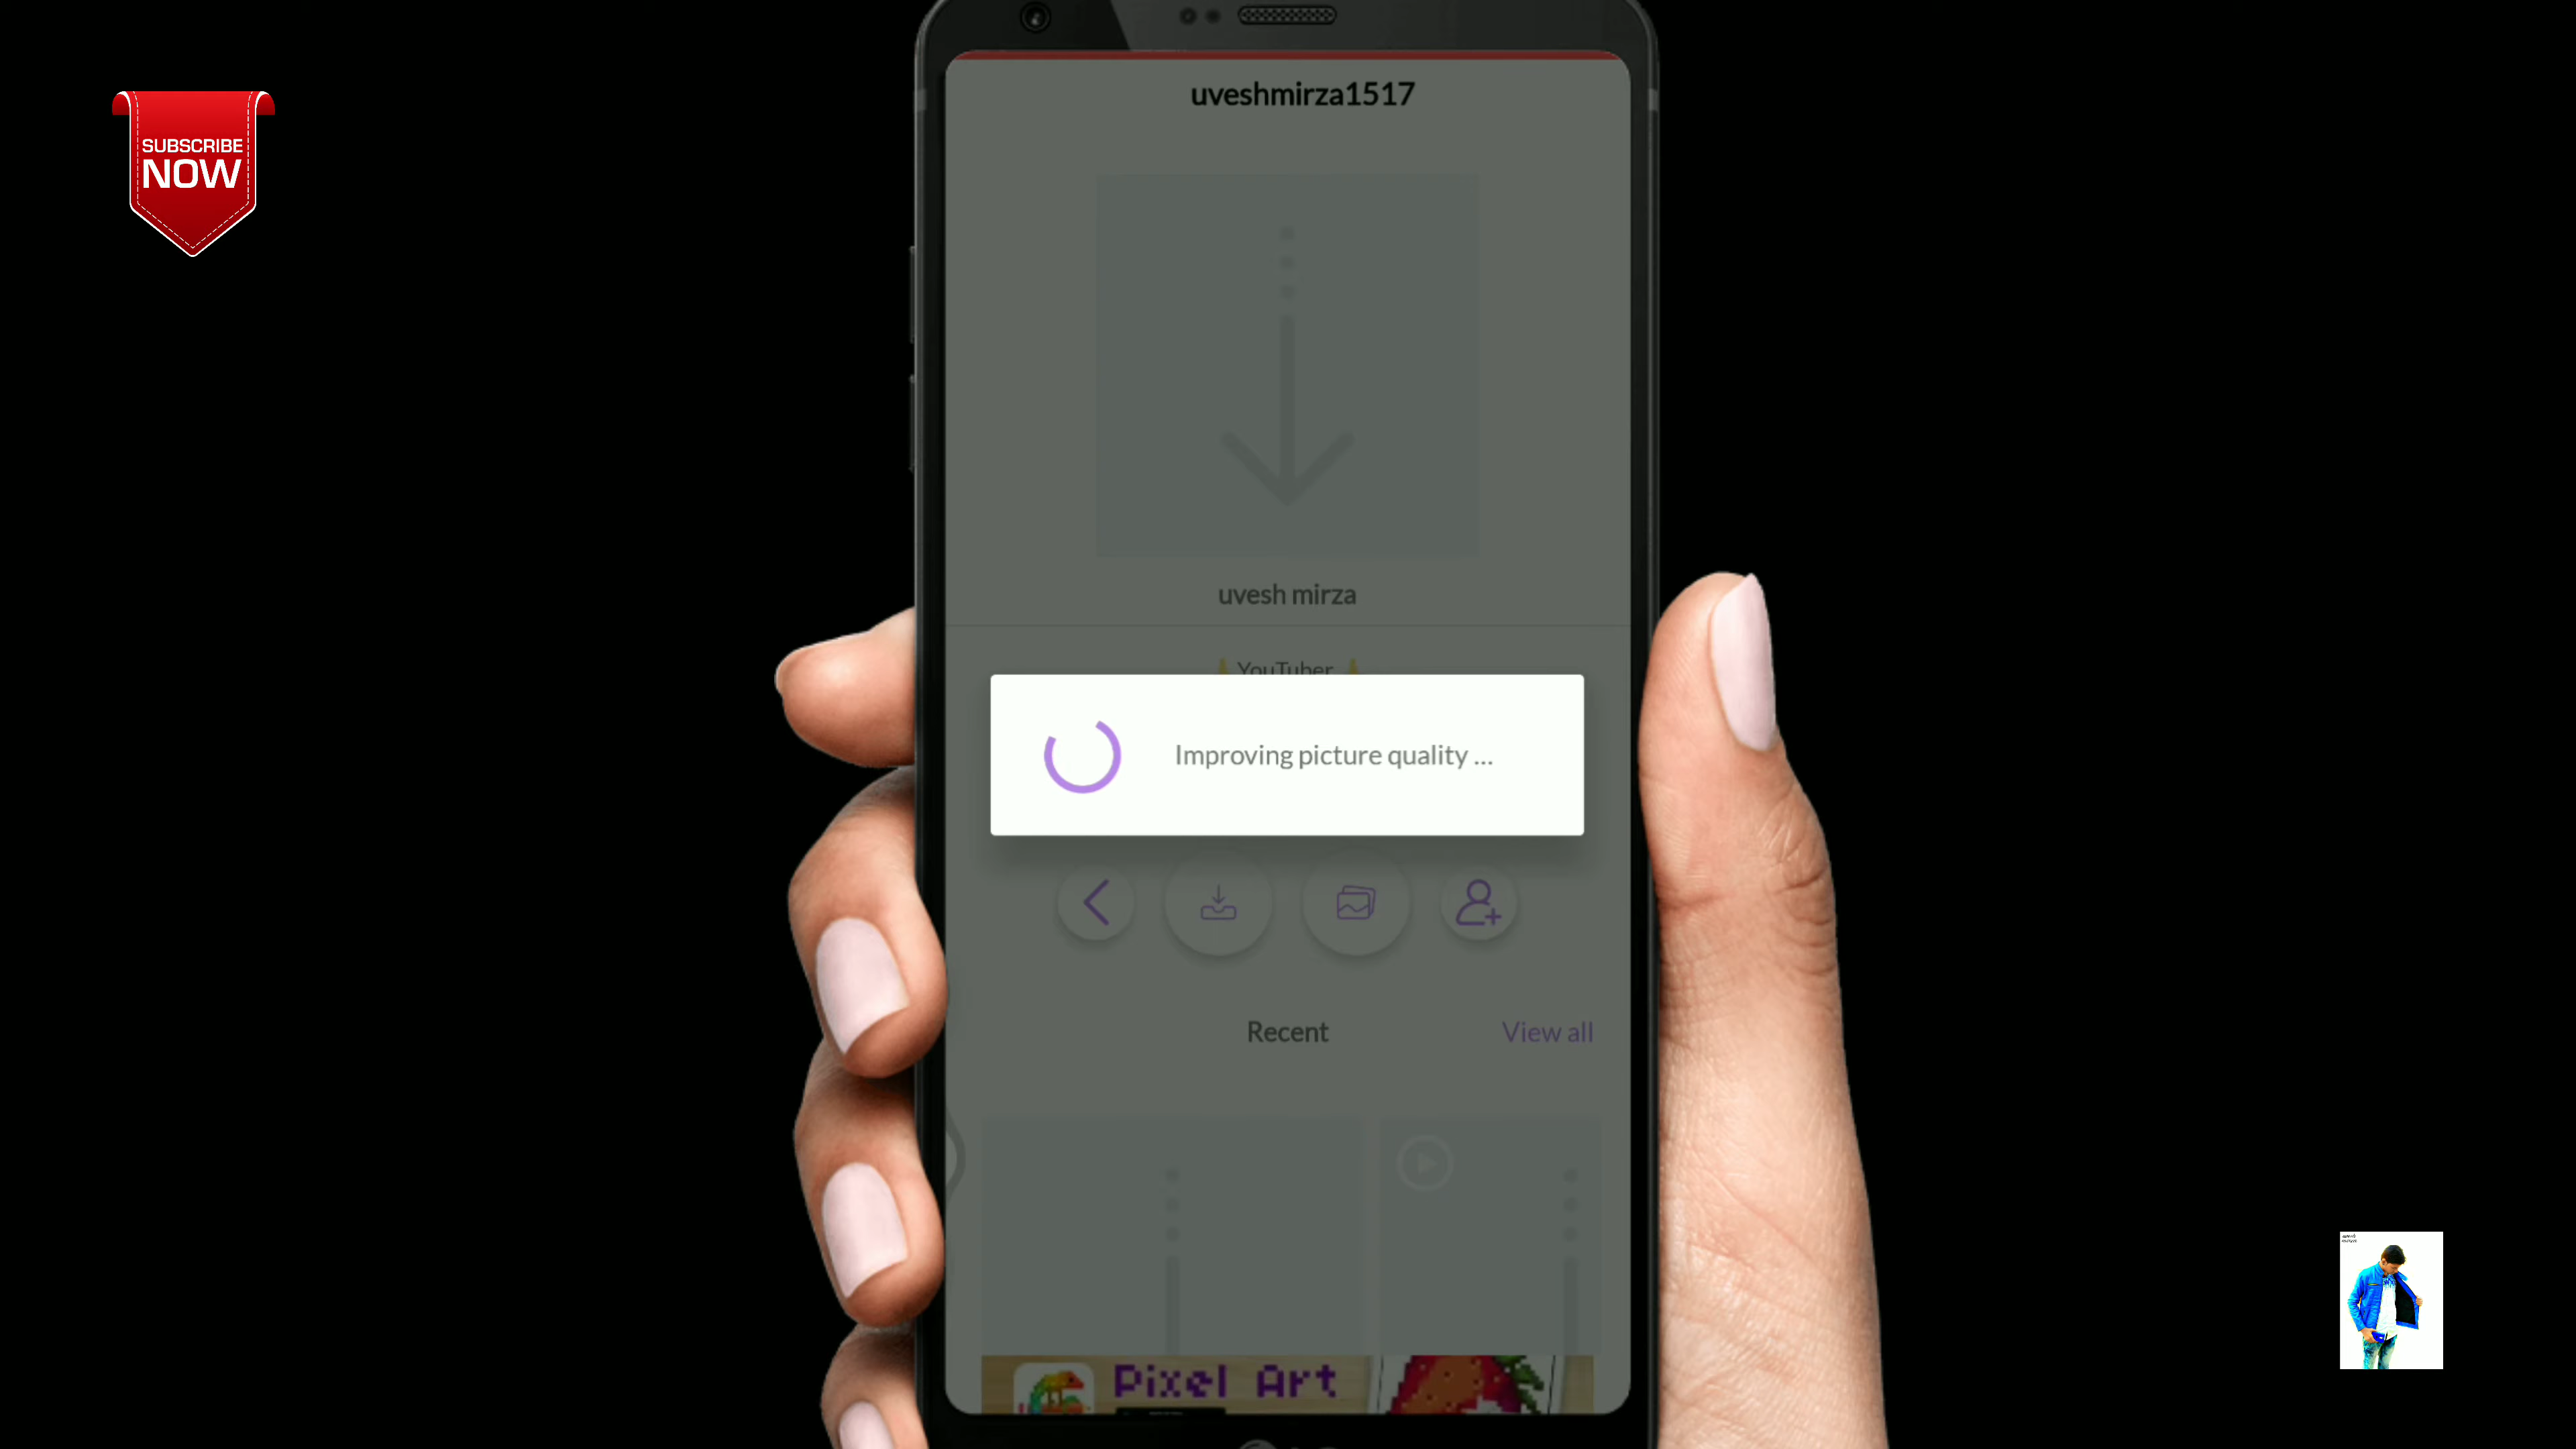 SUBSCRIBE
NOW
uveshmirza1517
uvesh mirza
YouTuber
Improving picture quality ...
Recent
View all
Pixel Art